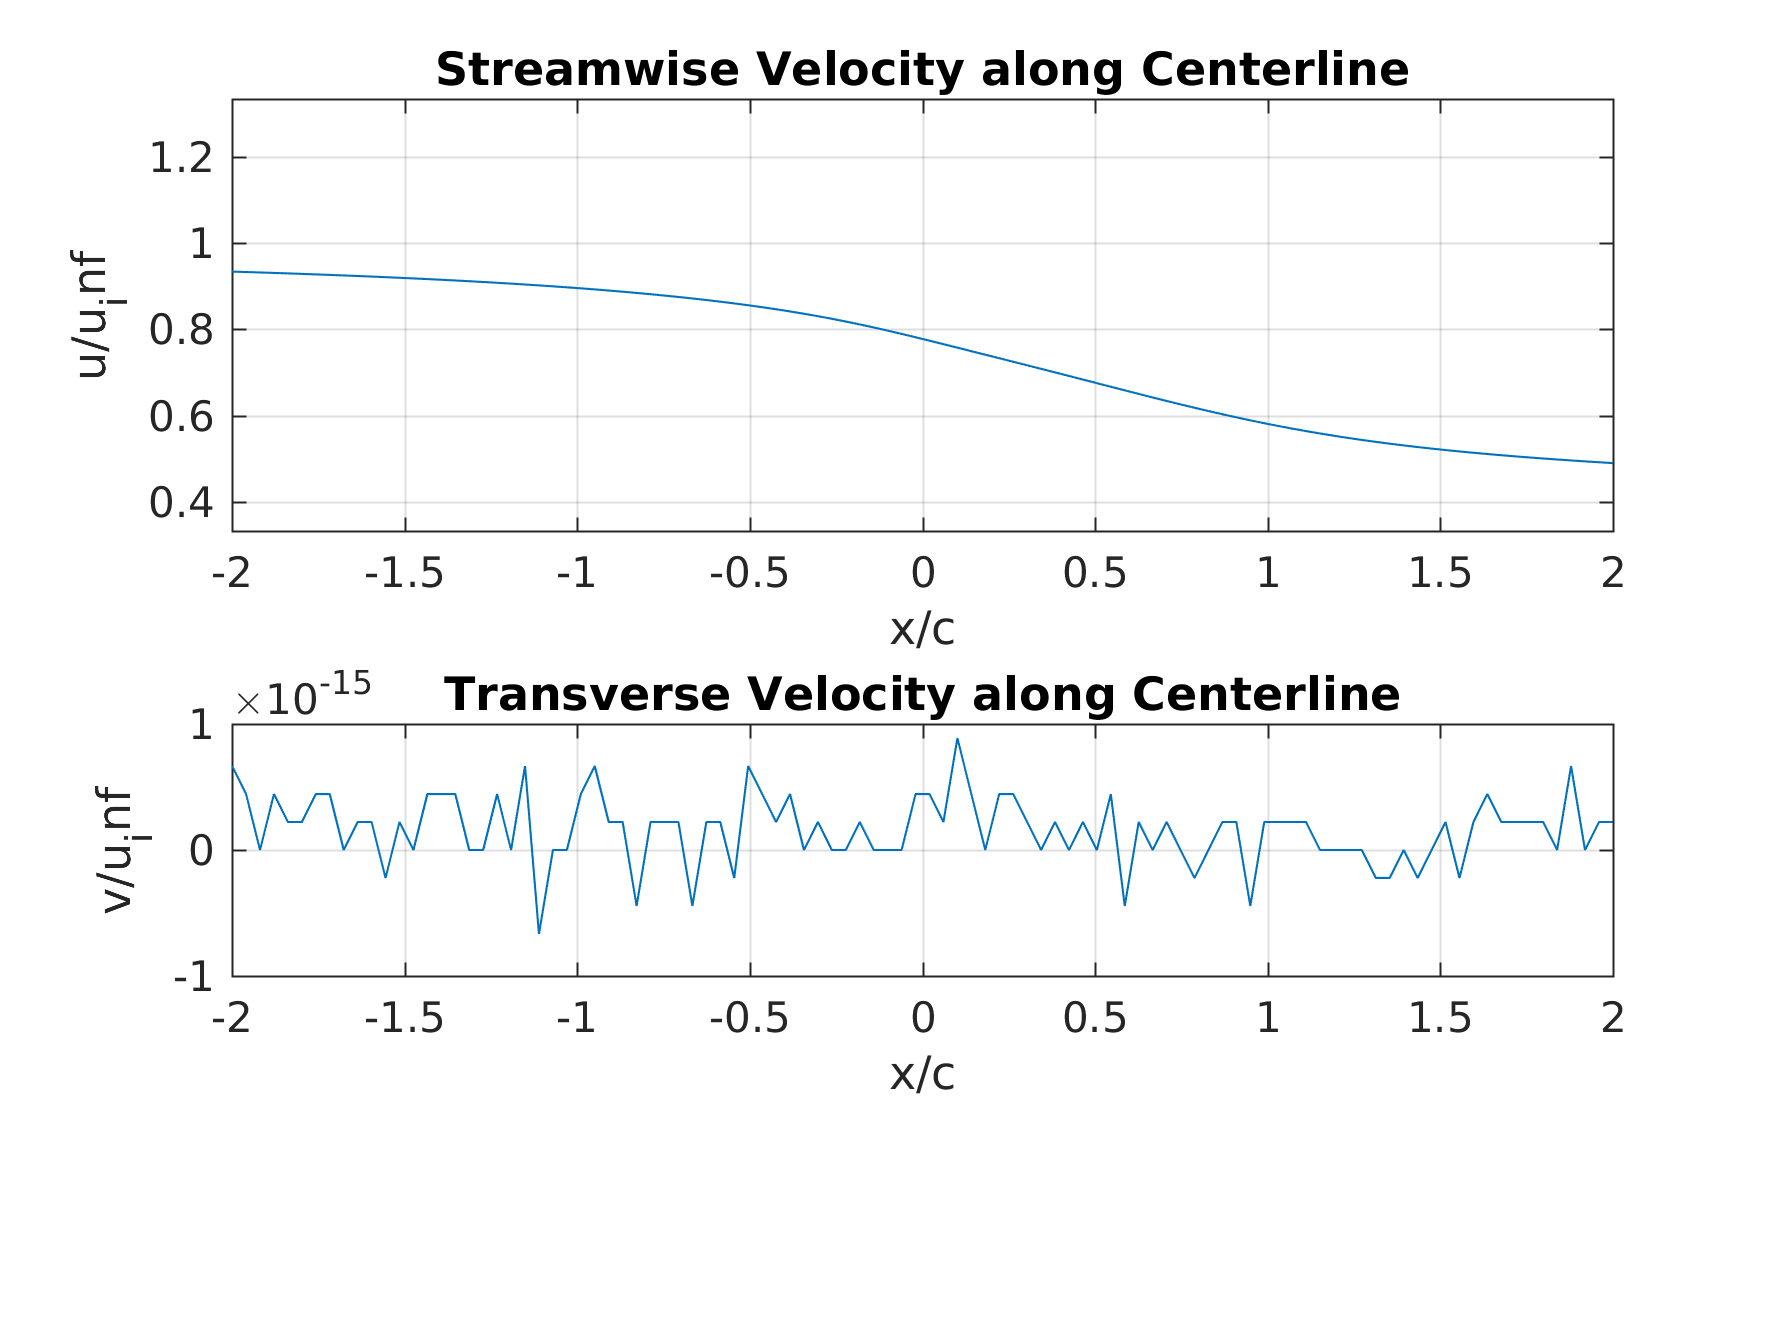 Streamwise Velocity along Centerline
u/u_inf
1.2
1
0.8
0.6
0.4
-2 -1.5 -1 -0.5 0 0.5 1 1.5 2
x/c
×10^-15
Transverse Velocity along Centerline
v/u_inf
1
0
-1
-2 -1.5 -1 -0.5 0 0.5 1 1.5 2
x/c